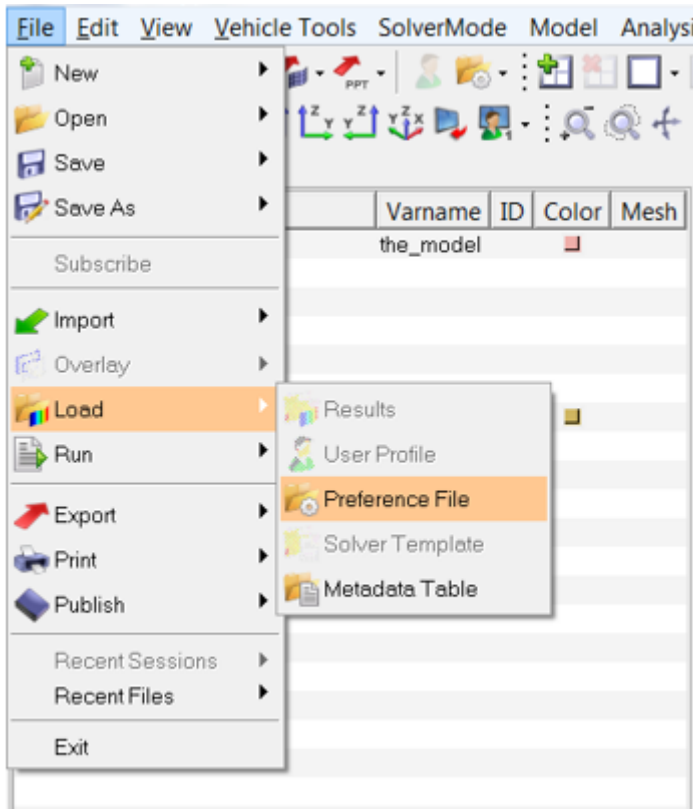 File Edit View Vehicle Tools SolverMode Model Analysi
New
PPT
Open
Z Y Y Z Y Z X 1
Save
Save As
Varname ID Color Mesh
the_model
Subscribe
Import
Overlay
Load
Results
Run
User Profile
Preference File
Export
Solver Template
Print
Metadata Table
Publish
Recent Sessions
Recent Files
Exit